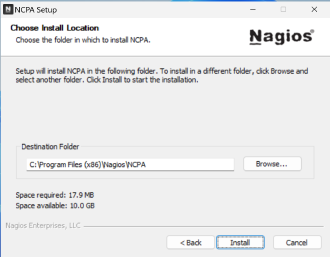 N NCPA Setup
Choose Install Location
Choose the folder in which to install NCPA.
Nagios®
Setup will install NCPA in the following folder. To install in a different folder, click Browse and
select another folder. Click Install to start the installation.
Destination Folder
C:\Program Files (x86)\Nagios\NCPA
Browse...
Space required: 17.9 MB
Space available: 10.0 GB
Nagios Enterprises, LLC
< Back
Install
Cancel